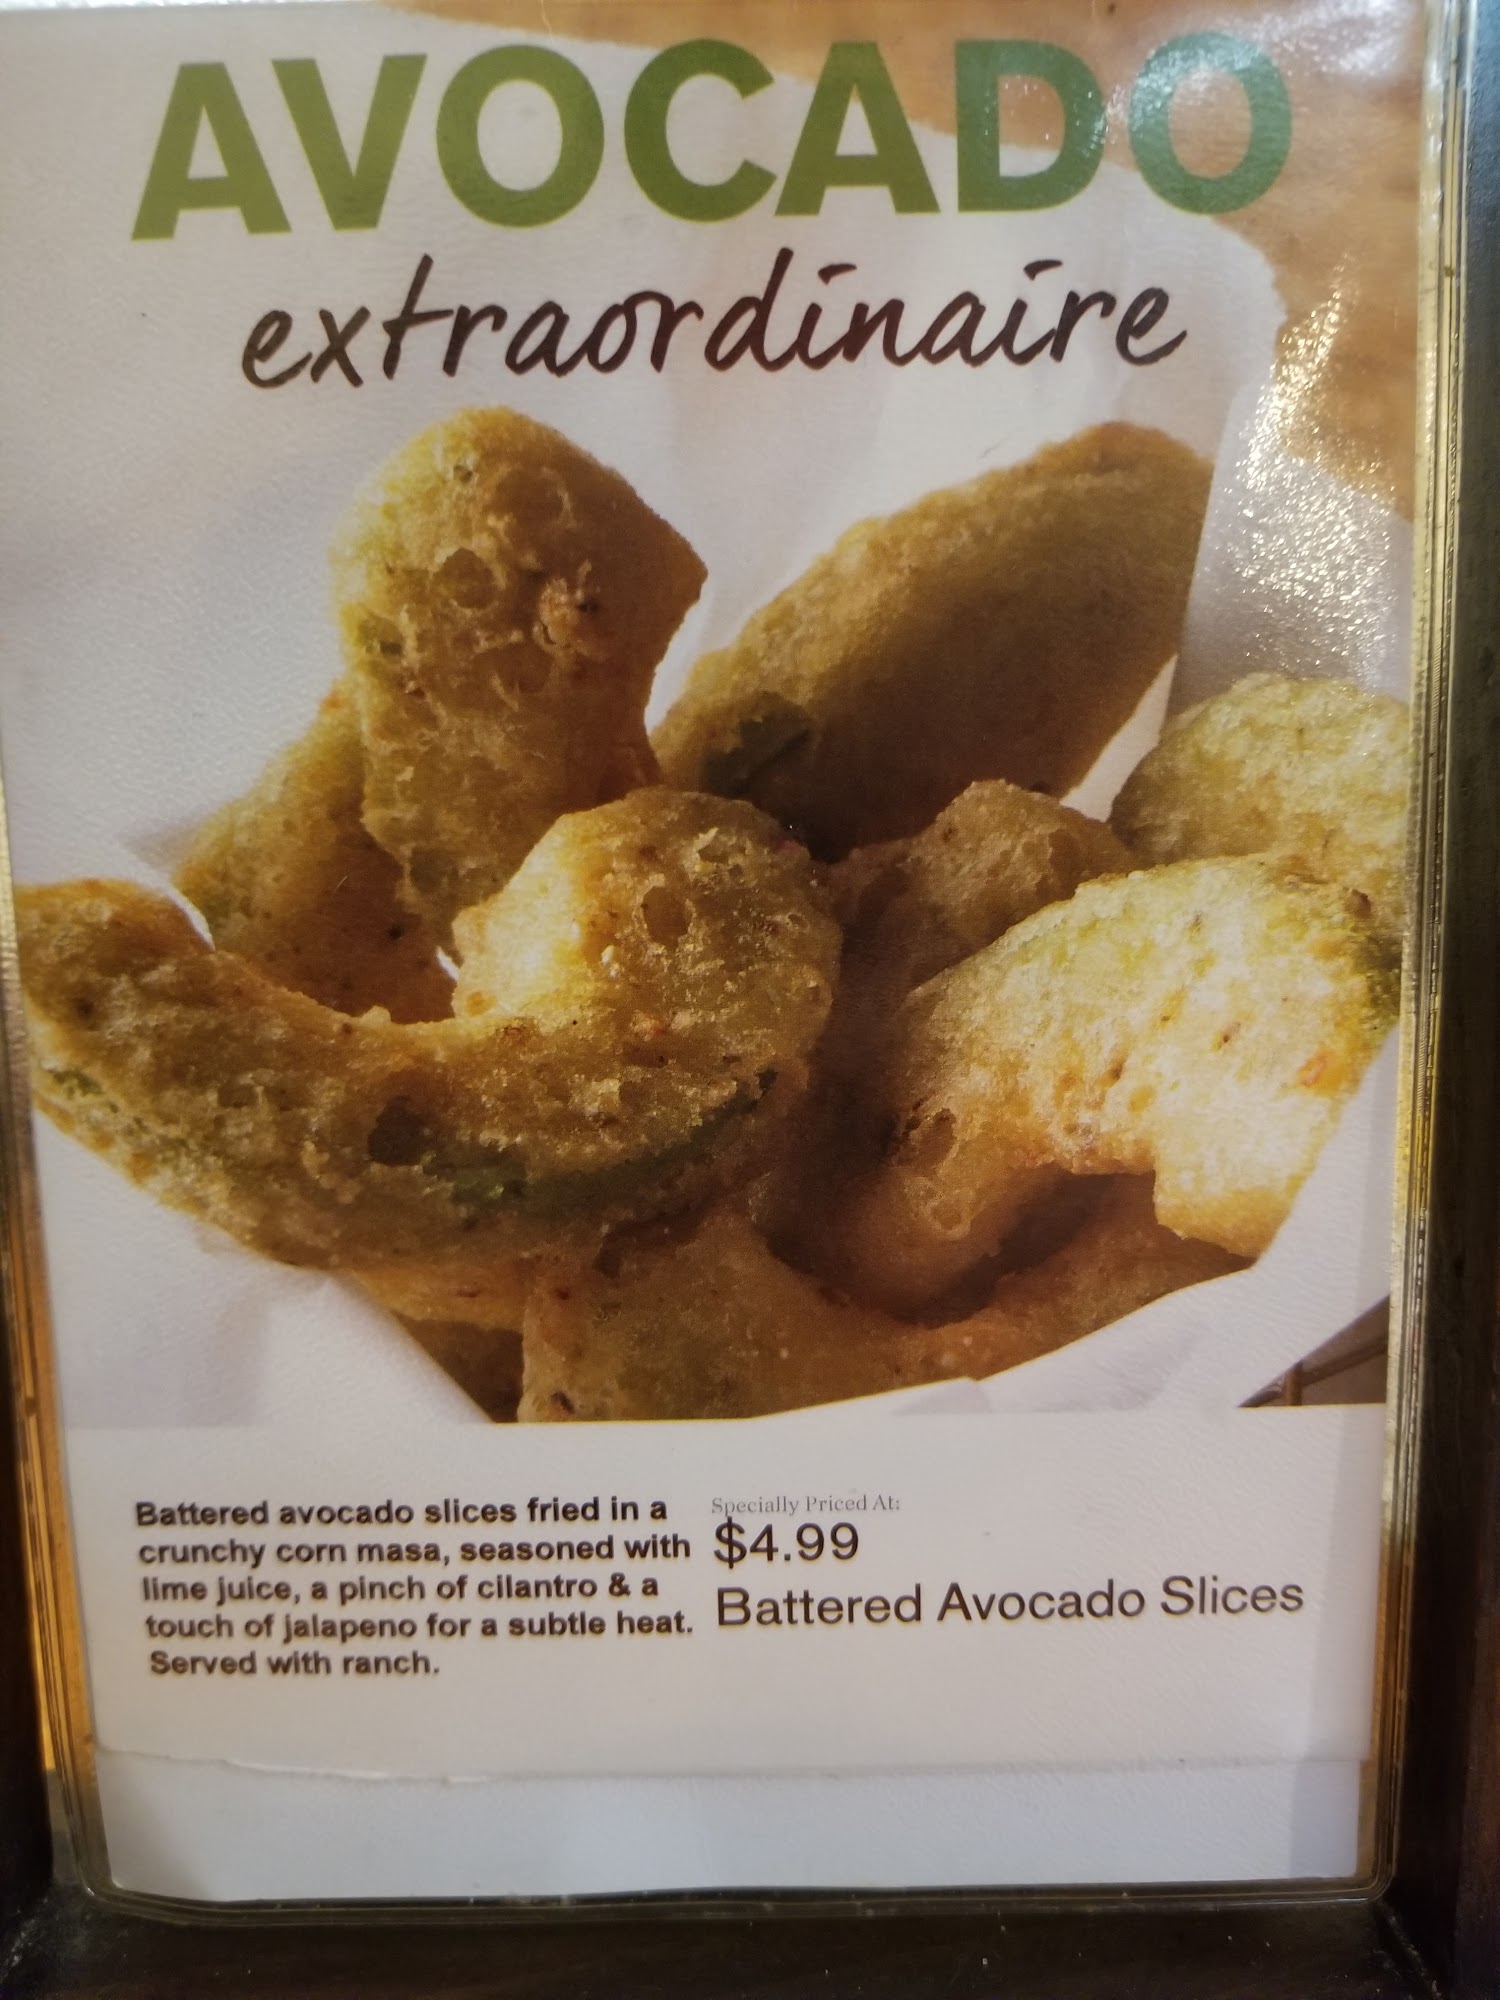 AVOCADO
extraordinaire
Battered avocado slices fried in a
crunchy corn masa, seasoned with
lime juice, a pinch of cilantro & a
touch of jalapeno for a subtle heat.
Served with ranch.
Specially Priced At:
$4.99
Battered Avocado Slices